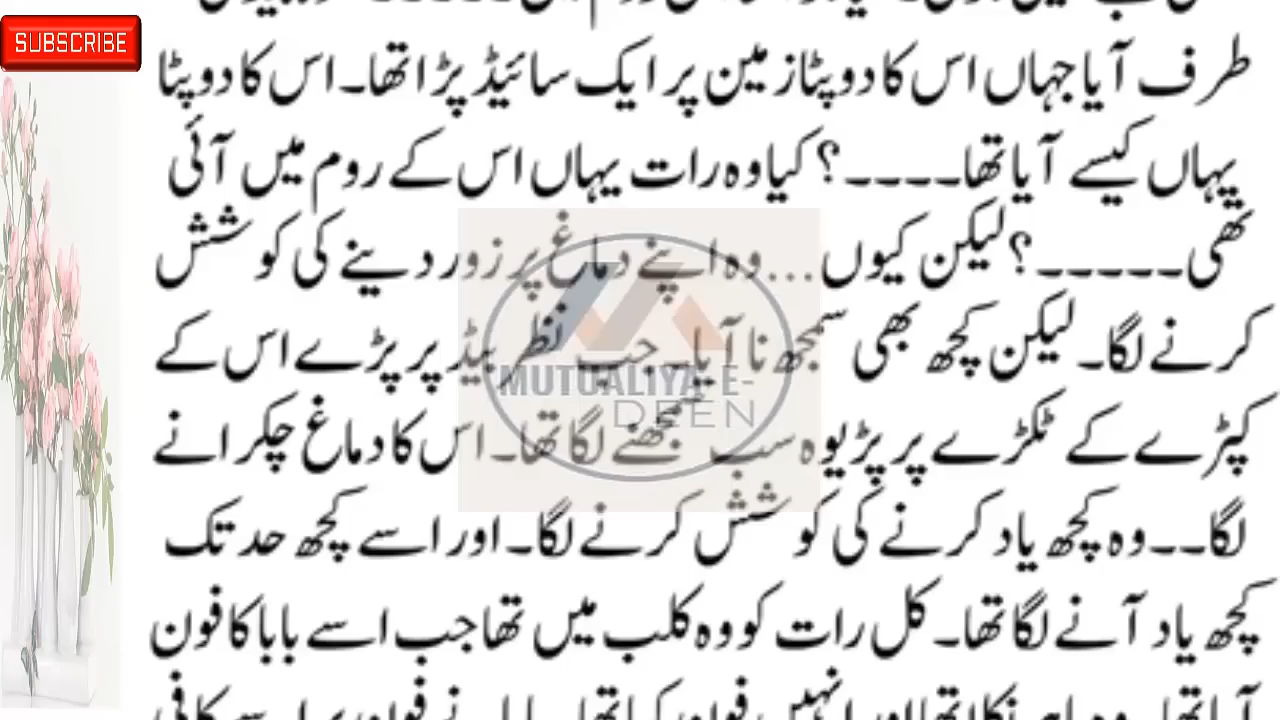 SUBSCRIBE
طرف آیا جہاں اس کا دوپٹا زمین پر ایک سائیڈ پڑا تھا۔ اس کا دوپٹا
یہاں کیسے آیا تھا۔۔۔۔؟ کیا وہ رات یہاں اس کے روم میں آئی
تھی۔۔۔۔۔؟ لیکن کیوں...وہ اپنے دماغ پر زور دینے کی کوشش
کرنے لگا۔ لیکن کچھ بھی سمجھ نا آیا۔ جب نظر بیڈ پر پڑے اس کے
کپڑے کے ٹکڑے پر پڑی وہ سب سمجھنے لگا تھا۔ اس کا دماغ چکرانے
لگا۔۔ وہ کچھ یاد کرنے کی کوشش کرنے لگا۔ اور اسے کچھ حد تک
کچھ یاد آنے لگا تھا۔ کل رات کو وہ کلب میں تھا جب اسے بابا کا فون
MUTUALIYA-E-
DEEN